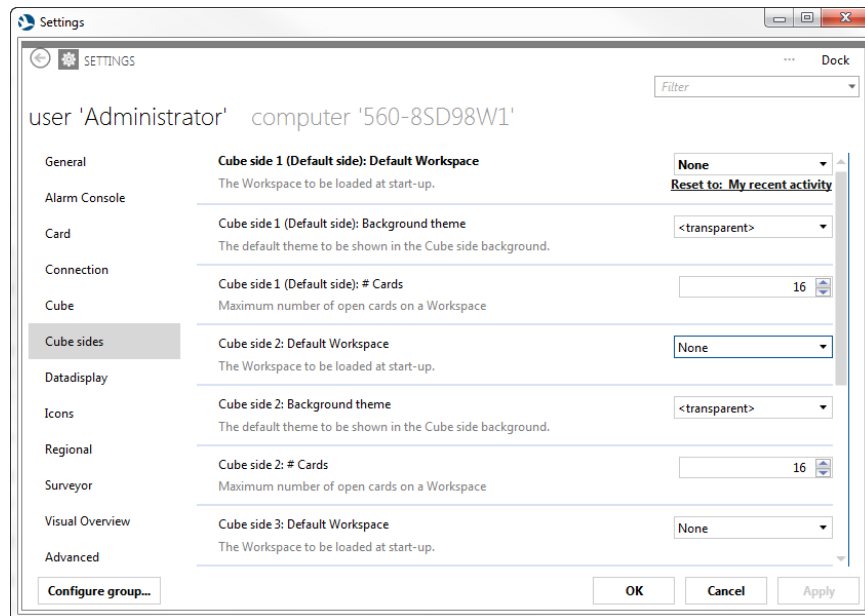 Settings
SETTINGS
... Dock
Filter
user 'Administrator' computer '560-8SD98W1'
General
Alarm Console
Card
Connection
Cube
Cube sides
Datadisplay
Icons
Regional
Surveyor
Visual Overview
Advanced
Cube side 1 (Default side): Default Workspace
None
The Workspace to be loaded at start-up.
Reset to: My recent activity
Cube side 1 (Default side): Background theme
<transparent>
The default theme to be shown in the Cube side background.
Cube side 1 (Default side): # Cards
16
Maximum number of open cards on a Workspace
Cube side 2: Default Workspace
None
The Workspace to be loaded at start-up.
Cube side 2: Background theme
<transparent>
The default theme to be shown in the Cube side background.
Cube side 2: # Cards
16
Maximum number of open cards on a Workspace
Cube side 3: Default Workspace
None
The Workspace to be loaded at start-up.
Configure group...
OK
Cancel
Apply